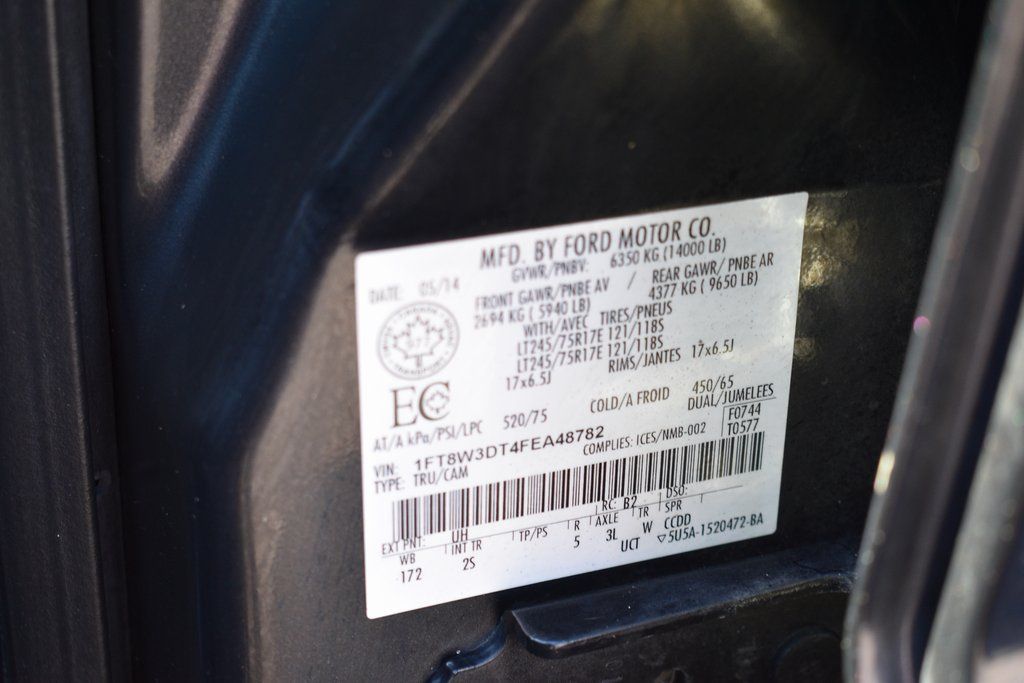 MFD. BY FORD MOTOR CO.
DATE: 05/14
GVWR/PNBV: 6350 KG (14000 LB)
FRONT GAWR/PNBE AV / REAR GAWR/ PNBE AR
2694 KG ( 5940 LB) 4377 KG ( 9650 LB)
WITH/AVEC TIRES/PNEUS
LT245/75R17E 121/118S
LT245/75R17E 121/118S
RIMS/JANTES 17x6.5J
17x6.5J
EC
AT/A kPa/PSI/LPC 520/75 COLD/A FROID 450/65
DUAL/JUMELEES
VIN: 1FT8W3DT4FEA48782
F0744
TYPE: TRU/CAM COMPLIES: ICES/NMB-002 T0577
EXT PNT: UH RC: B2 DSO:
WB INT TR TP/PS R AXLE TR SPR
172 2S 5 3L W CCDD
UCT ▽5U5A-1520472-BA